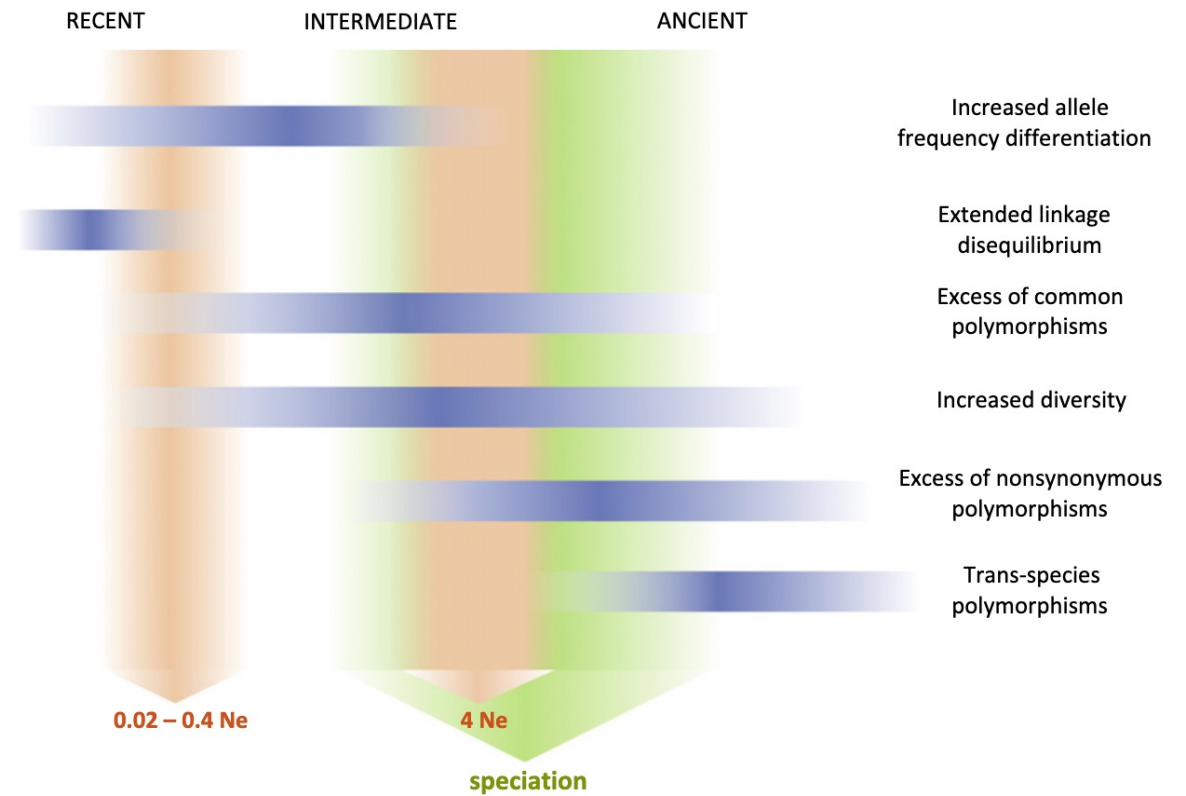 RECENT
INTERMEDIATE
ANCIENT
Increased allele
frequency differentiation
Extended linkage
disequilibrium
Excess of common
polymorphisms
Increased diversity
Excess of nonsynonymous
polymorphisms
Trans-species
polymorphisms
0.02 – 0.4 Ne
4 Ne
speciation